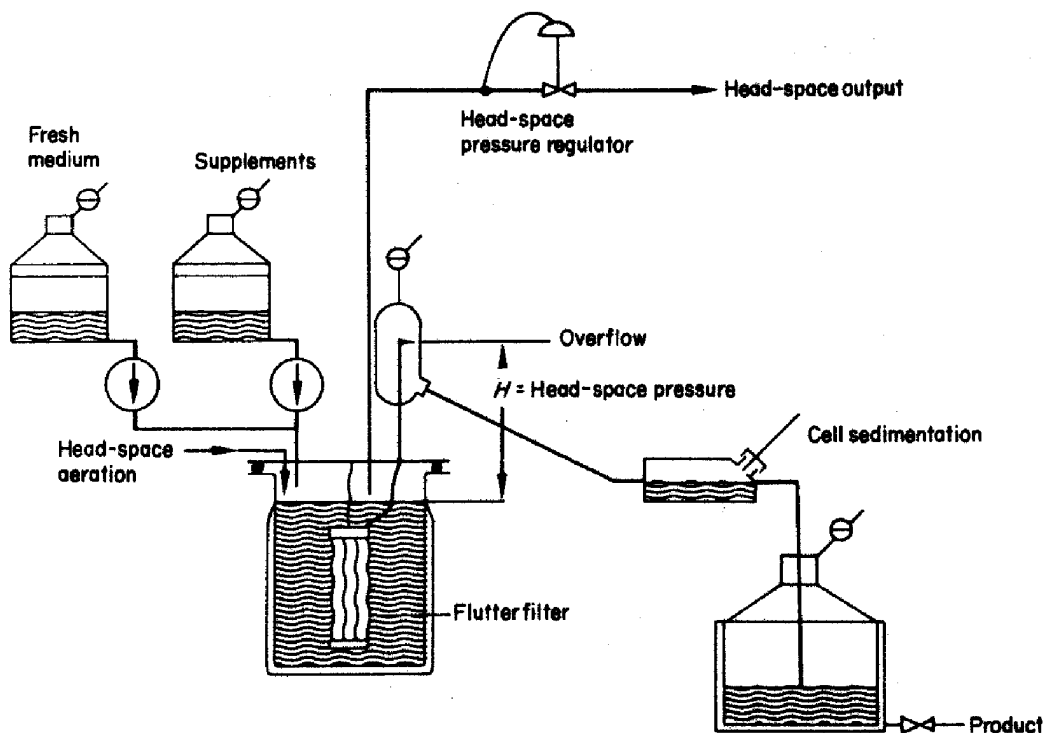 Head-space output
Head-space
pressure regulator
Fresh
medium
Supplements
Overflow
H = Head-space pressure
Head-space
aeration
Cell sedimentation
Flutter filter
Product